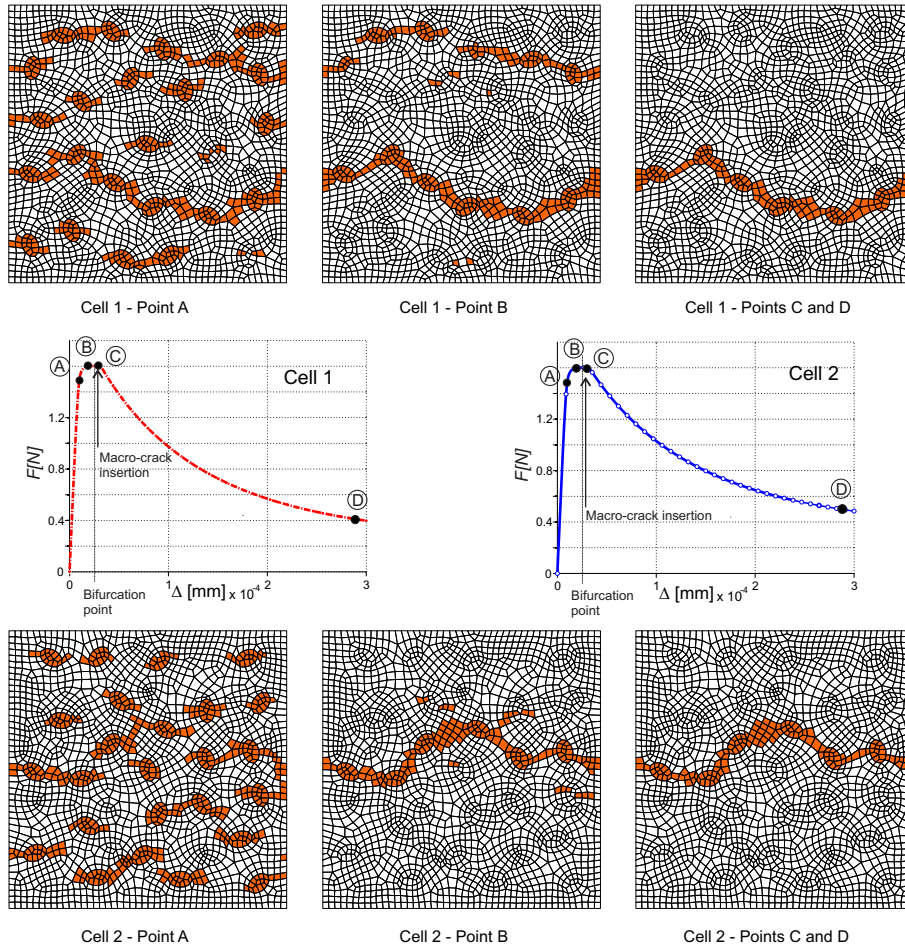 Cell 1 - Point A
Cell 1 - Point B
Cell 1 - Points C and D
A
B
C
Cell 1
1.2
F[N]
Macro-crack
insertion
0.8
D
0.4
0
0
1
2
3
Bifurcation
point
Δ [mm] x 10-4
A
B
C
Cell 2
1.2
F[N]
0.8
D
Macro-crack insertion
0.4
0
0
1
2
3
Bifurcation
point
Δ [mm] x 10-4
Cell 2 - Point A
Cell 2 - Point B
Cell 2 - Points C and D